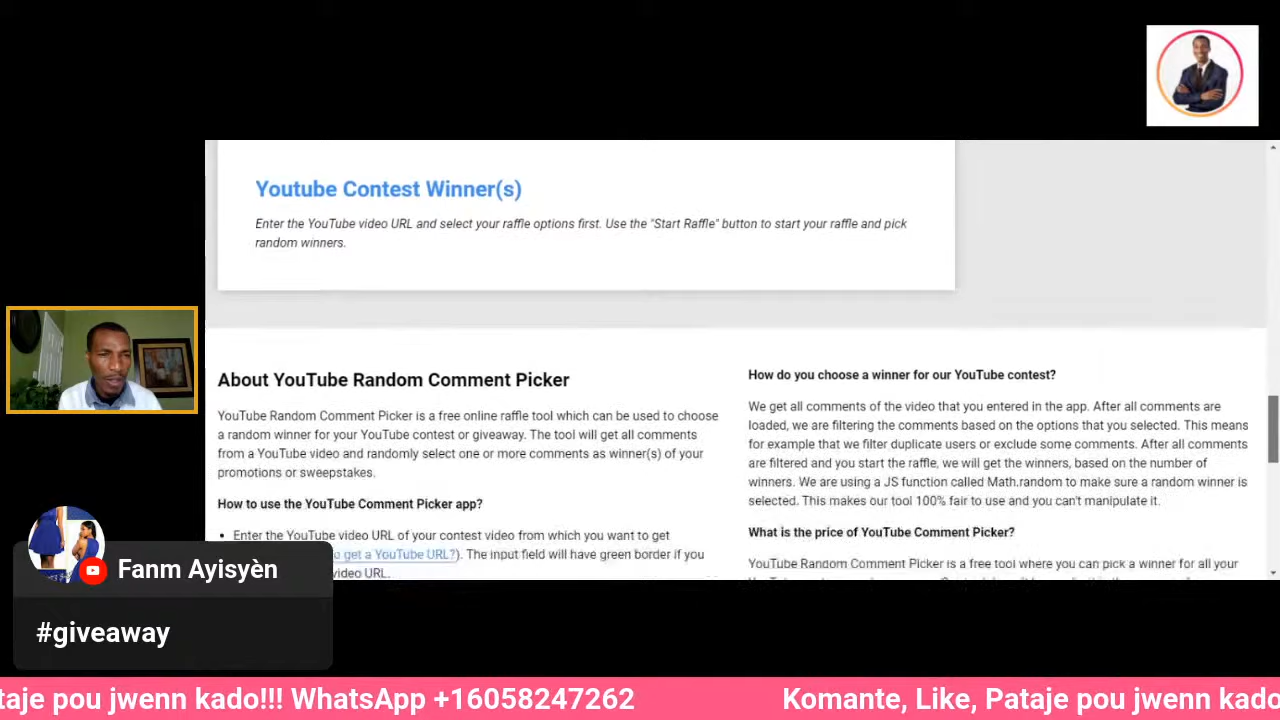 Youtube Contest Winner(s)
Enter the YouTube video URL and select your raffle options first. Use the "Start Raffle" button to start your raffle and pick
random winners.
About YouTube Random Comment Picker
YouTube Random Comment Picker is a free online raffle tool which can be used to choose
a random winner for your YouTube contest or giveaway. The tool will get all comments
from a YouTube video and randomly select one or more comments as winner(s) of your
promotions or sweepstakes.
How to use the YouTube Comment Picker app?
Enter the YouTube video URL of your contest video from which you want to get
o get a YouTube URL?). The input field will have green border if you
video URL.
How do you choose a winner for our YouTube contest?
We get all comments of the video that you entered in the app. After all comments are
loaded, we are filtering the comments based on the options that you selected. This means
for example that we filter duplicate users or exclude some comments. After all comments
are filtered and you start the raffle, we will get the winners, based on the number of
winners. We are using a JS function called Math.random to make sure a random winner is
selected. This makes our tool 100% fair to use and you can't manipulate it.
What is the price of YouTube Comment Picker?
YouTube Random Comment Picker is a free tool where you can pick a winner for all your
Fanm Ayisyèn
#giveaway
taje pou jwenn kado!!! WhatsApp +16058247262 Komante, Like, Pataje pou jwenn kado